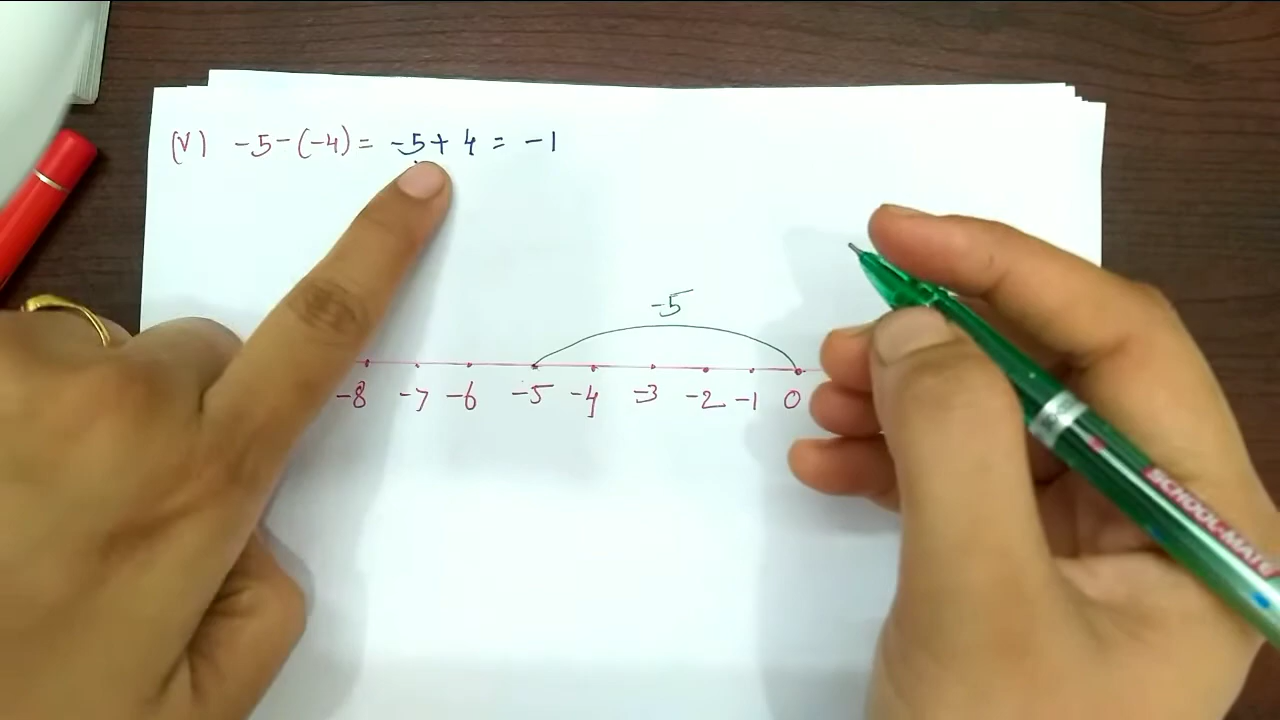 (V) -5-(-4) = -5+4 = -1
-5
-8 -7 -6 -5 -4 -3 -2 -1 0
SCHOOL-MATE